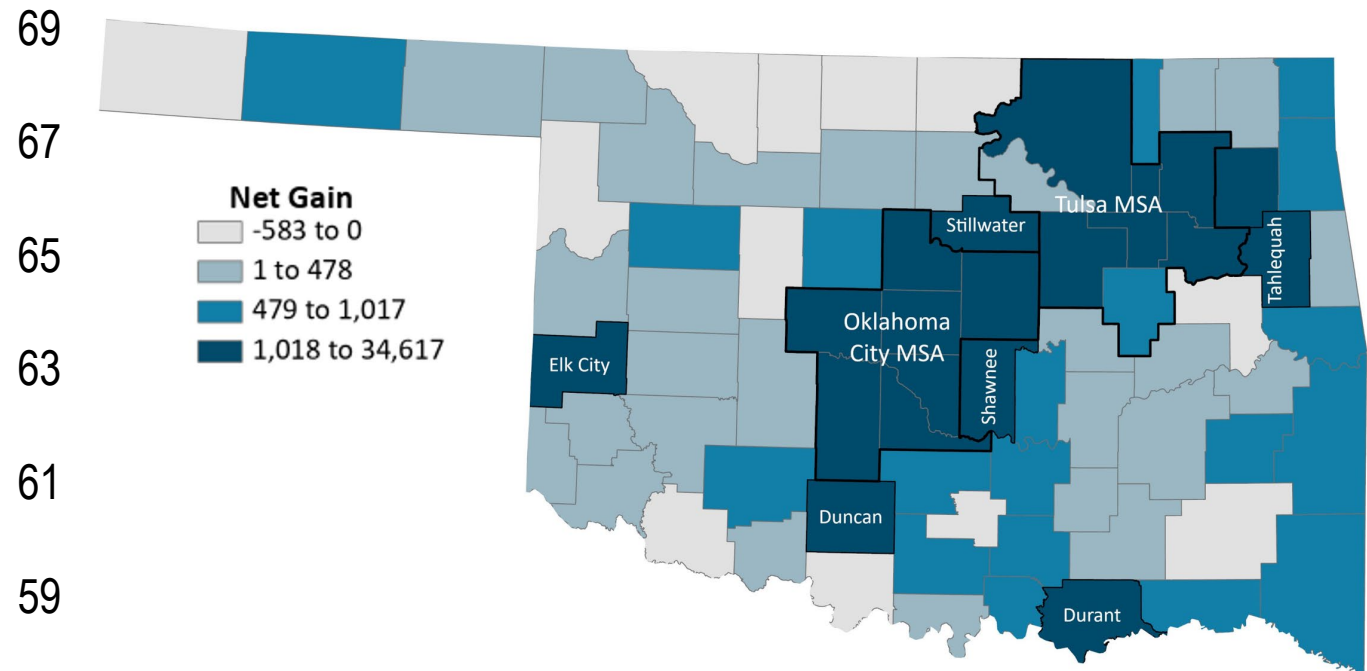 69
67
65
63
61
59
Net Gain
-583 to 0
1 to 478
479 to 1,017
1,018 to 34,617
Tulsa MSA
Stillwater
Tahlequah
Oklahoma
City MSA
Elk City
Shawnee
Duncan
Durant